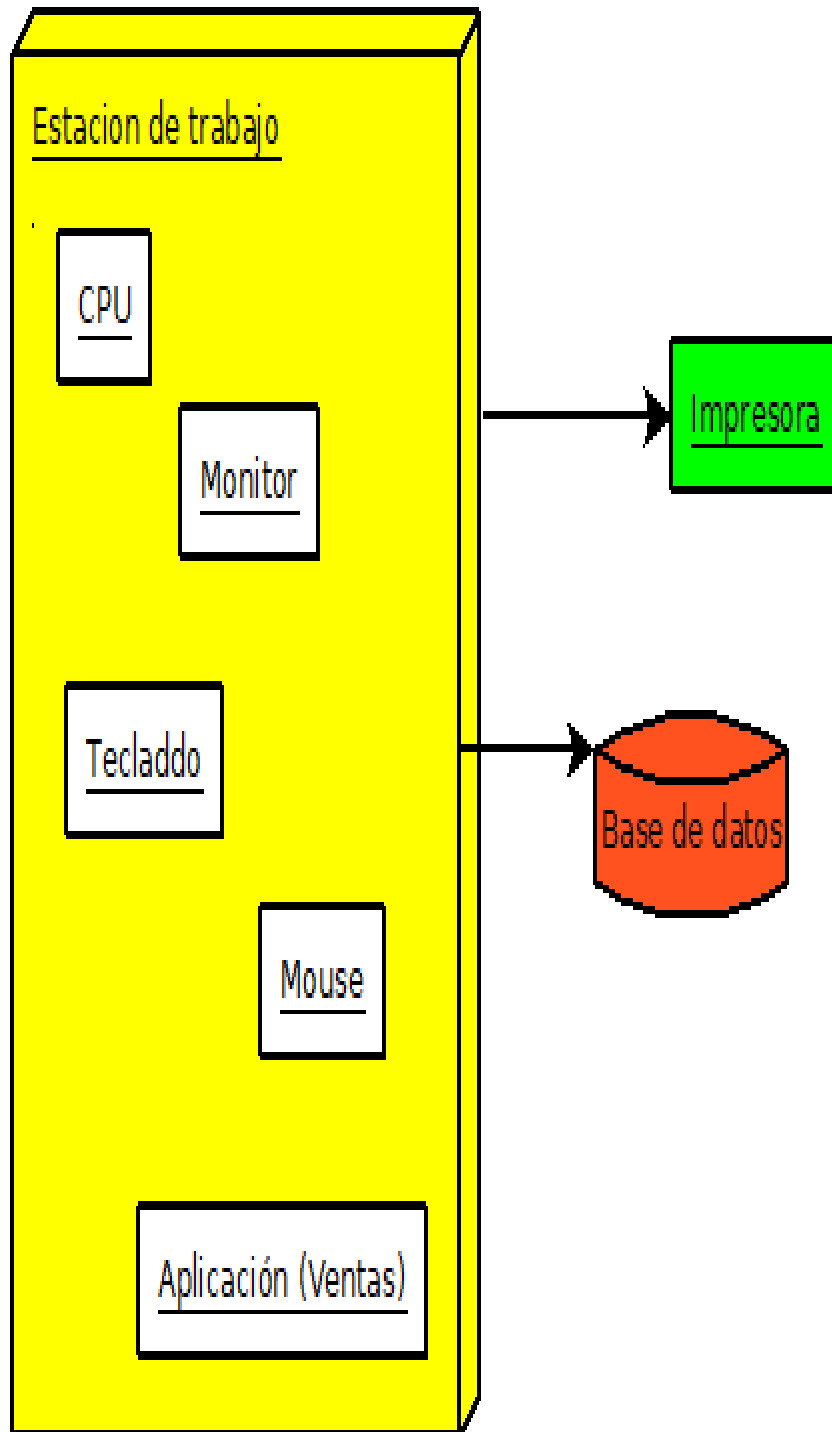 Estacion de trabajo
CPU
Monitor
Impresora
Tecladdo
Base de datos
Mouse
Aplicación (Ventas)